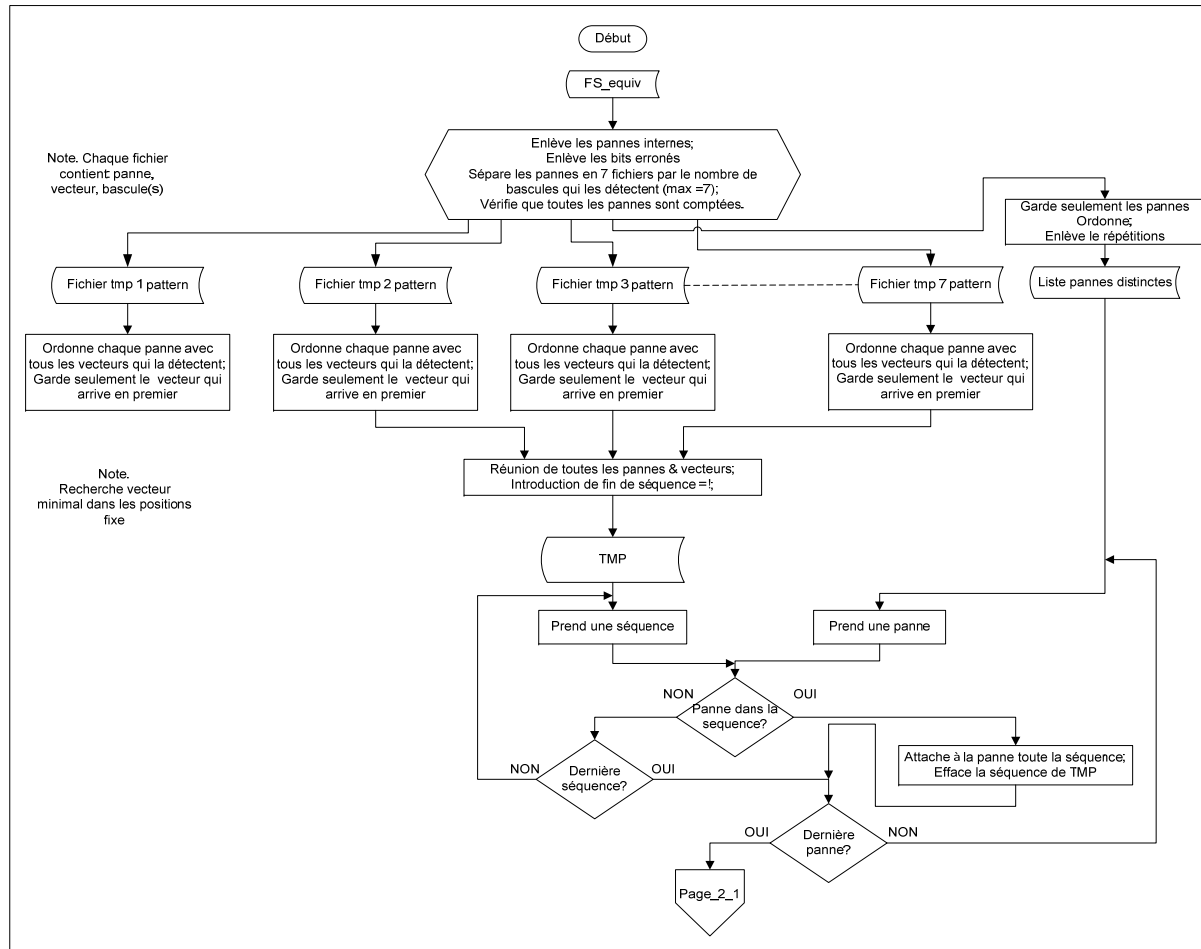 Début
FS_equiv
Note. Chaque fichier
contient: panne,
vecteur, bascule(s)
Enlève les pannes internes;
Enlève les bits erronés
Sépare les pannes en 7 fichiers par le nombre de
bascules qui les détectent (max =7);
Vérifie que toutes les pannes sont comptées.
Garde seulement les pannes
Ordonne;
Enlève le répétitions
Fichier tmp 1 pattern
Fichier tmp 2 pattern
Fichier tmp 3 pattern
Fichier tmp 7 pattern
Liste pannes distinctes
Ordonne chaque panne avec
tous les vecteurs qui la détectent;
Garde seulement le vecteur qui
arrive en premier
Ordonne chaque panne avec
tous les vecteurs qui la détectent;
Garde seulement le vecteur qui
arrive en premier
Ordonne chaque panne avec
tous les vecteurs qui la détectent;
Garde seulement le vecteur qui
arrive en premier
Ordonne chaque panne avec
tous les vecteurs qui la détectent;
Garde seulement le vecteur qui
arrive en premier
Note.
Recherche vecteur
minimal dans les positions
fixe
Réunion de toutes les pannes & vecteurs;
Introduction de fin de séquence =!;
TMP
Prend une séquence
Prend une panne
NON
OUI
Panne dans la
sequence?
Attache à la panne toute la séquence;
Efface la séquence de TMP
NON
Dernière
séquence?
OUI
OUI
Dernière
panne?
NON
Page_2_1